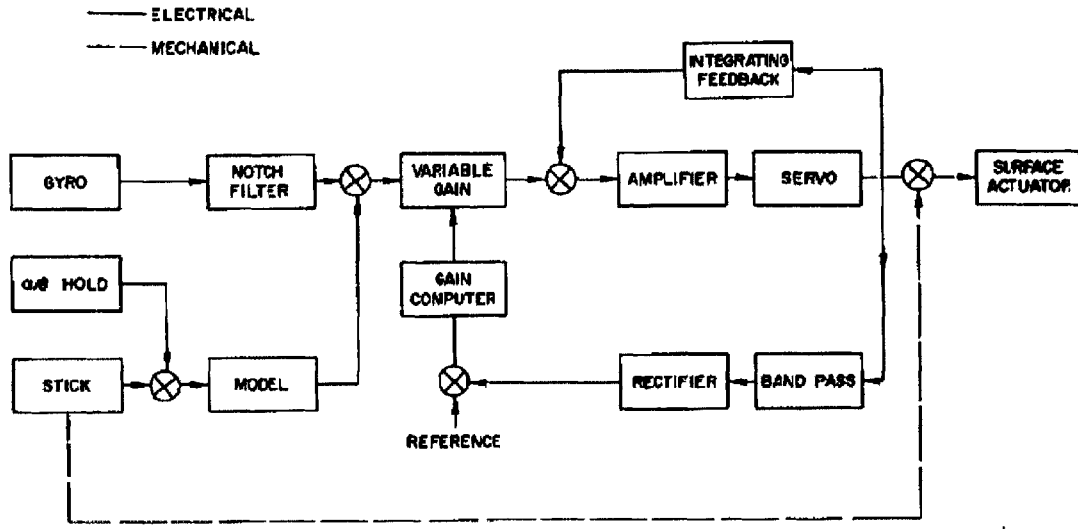 ELECTRICAL
MECHANICAL
INTEGRATING
FEEDBACK
GYRO
NOTCH
FILTER
VARIABLE
GAIN
AMPLIFIER
SERVO
SURFACE
ACTUATOR
HOLD
GAIN
COMPUTER
STICK
MODEL
RECTIFIER
BAND PASS
REFERENCE